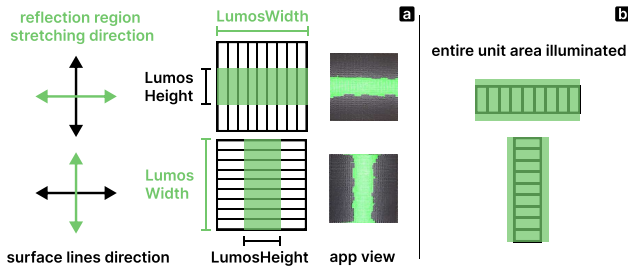 reflection region
stretching direction
LumosWidth
a
b
entire unit area illuminated
Lumos
Height
Lumos
Width
surface lines direction
LumosHeight
app view